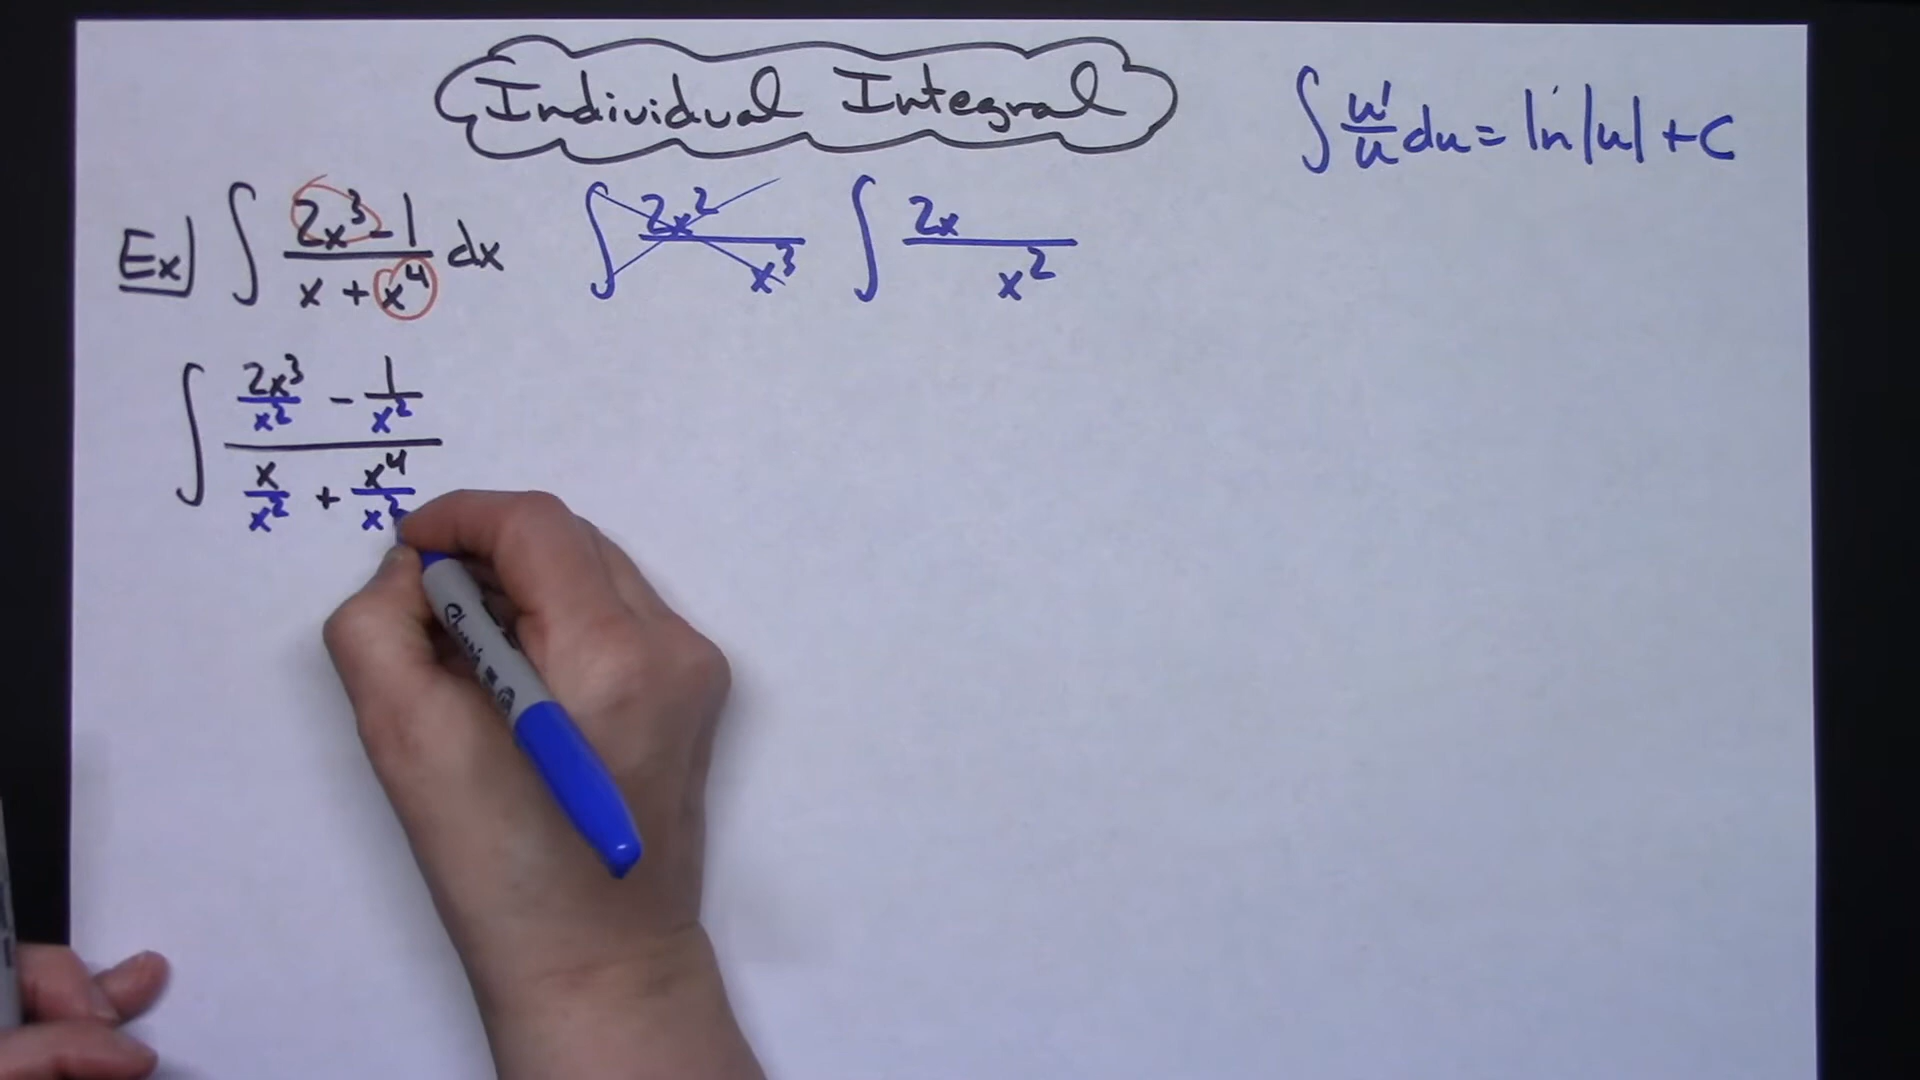 Individual Integral
∫ u'/u du = ln|u| + C
Ex) ∫ (2x³ - 1)/(x + x⁴) dx
∫ 2x²/x³
∫ 2x/x²
∫ (2x³/x² - 1/x²)/(x/x² + x⁴/x²)
Sharpie